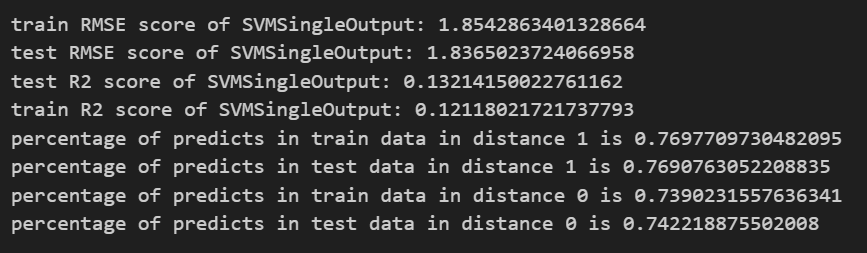 train RMSE score of SVMSingleOutput: 1.8542863401328664
test RMSE score of SVMSingleOutput: 1.8365023724066958
test R2 score of SVMSingleOutput: 0.13214150022761162
train R2 score of SVMSingleOutput: 0.12118021721737793
percentage of predicts in train data in distance 1 is 0.7697709730482095
percentage of predicts in test data in distance 1 is 0.7690763052208835
percentage of predicts in train data in distance 0 is 0.7390231557636341
percentage of predicts in test data in distance 0 is 0.742218875502008